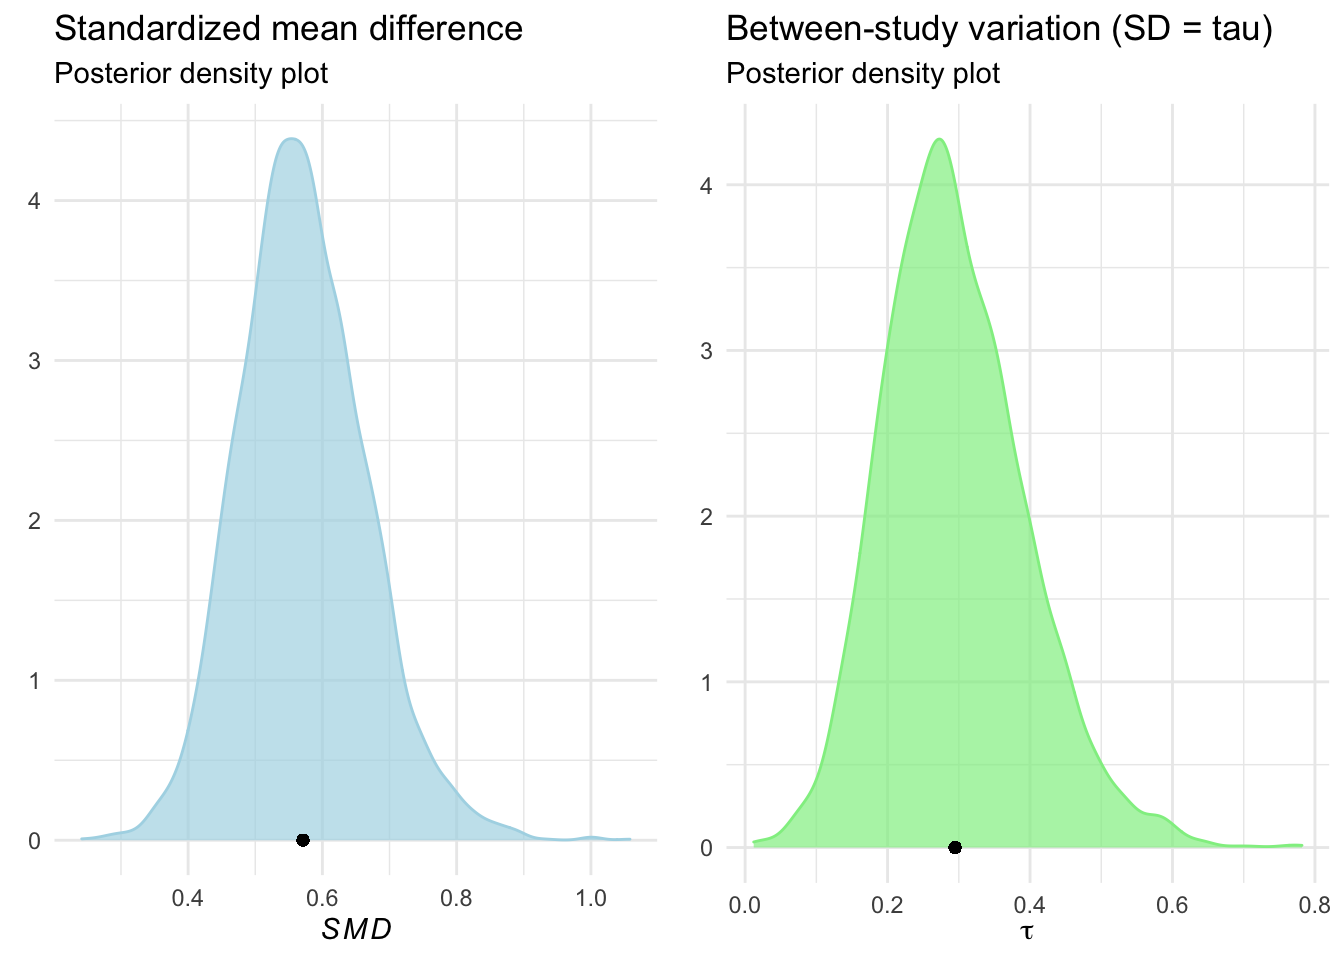 Standardized mean difference
Posterior density plot
4
3
2
1
0
0.4 0.6 0.8 1.0
SMD
Between-study variation (SD = tau)
Posterior density plot
4
3
2
1
0
0.0 0.2 0.4 0.6 0.8
τ